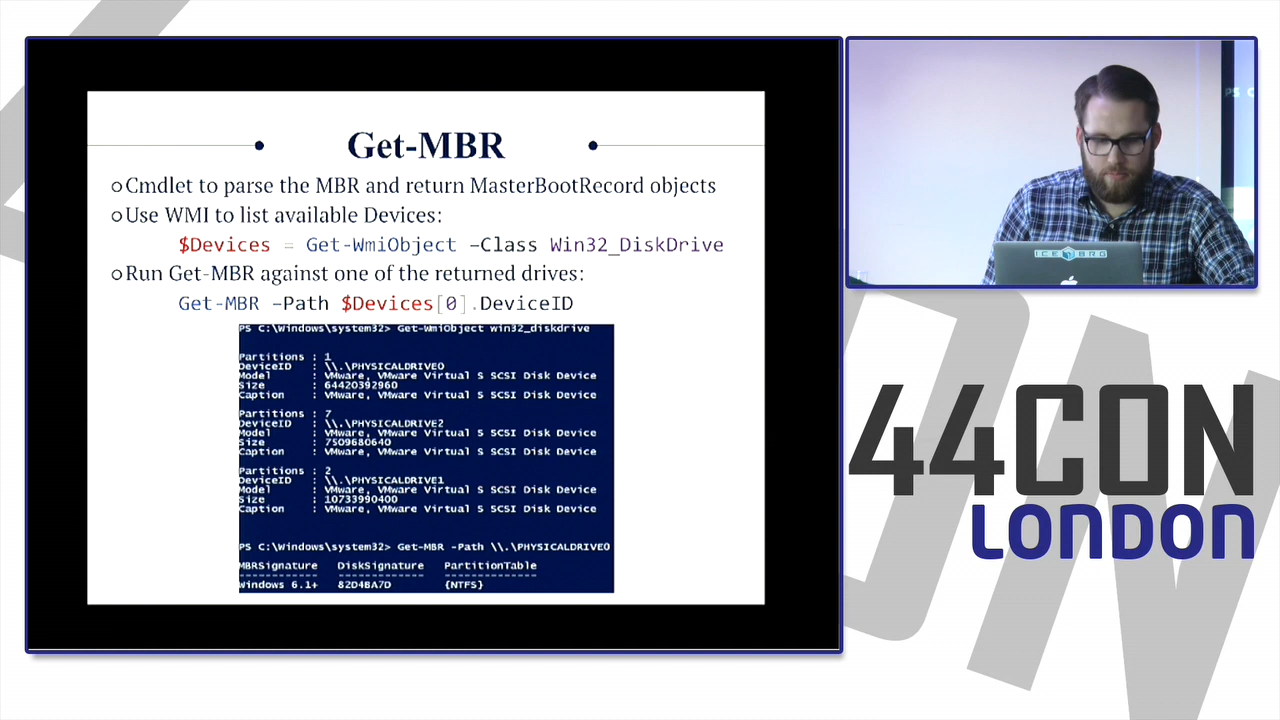 Get-MBR
Cmdlet to parse the MBR and return MasterBootRecord objects
Use WMI to list available Devices:
$Devices = Get-WmiObject –Class Win32_DiskDrive
Run Get-MBR against one of the returned drives:
Get-MBR –Path $Devices[0].DeviceID
PS C:\Windows\system32> Get-WmiObject win32_diskdrive
Partitions : 1
DeviceID : \\.\PHYSICALDRIVE0
Model : VMware, VMware Virtual S SCSI Disk Device
Size : 64420392960
Caption : VMware, VMware Virtual S SCSI Disk Device
Partitions : 7
DeviceID : \\.\PHYSICALDRIVE2
Model : VMware, VMware Virtual S SCSI Disk Device
Size : 7509680640
Caption : VMware, VMware Virtual S SCSI Disk Device
Partitions : 2
DeviceID : \\.\PHYSICALDRIVE1
Model : VMware, VMware Virtual S SCSI Disk Device
Size : 10733990400
Caption : VMware, VMware Virtual S SCSI Disk Device
PS C:\Windows\system32> Get-MBR -Path \\.\PHYSICALDRIVE0
MBRSignature DiskSignature PartitionTable
------------ ------------- --------------
Windows 6.1+ 82D4BA7D {NTFS}
PS C
ICEBRG
44CON
LONDON